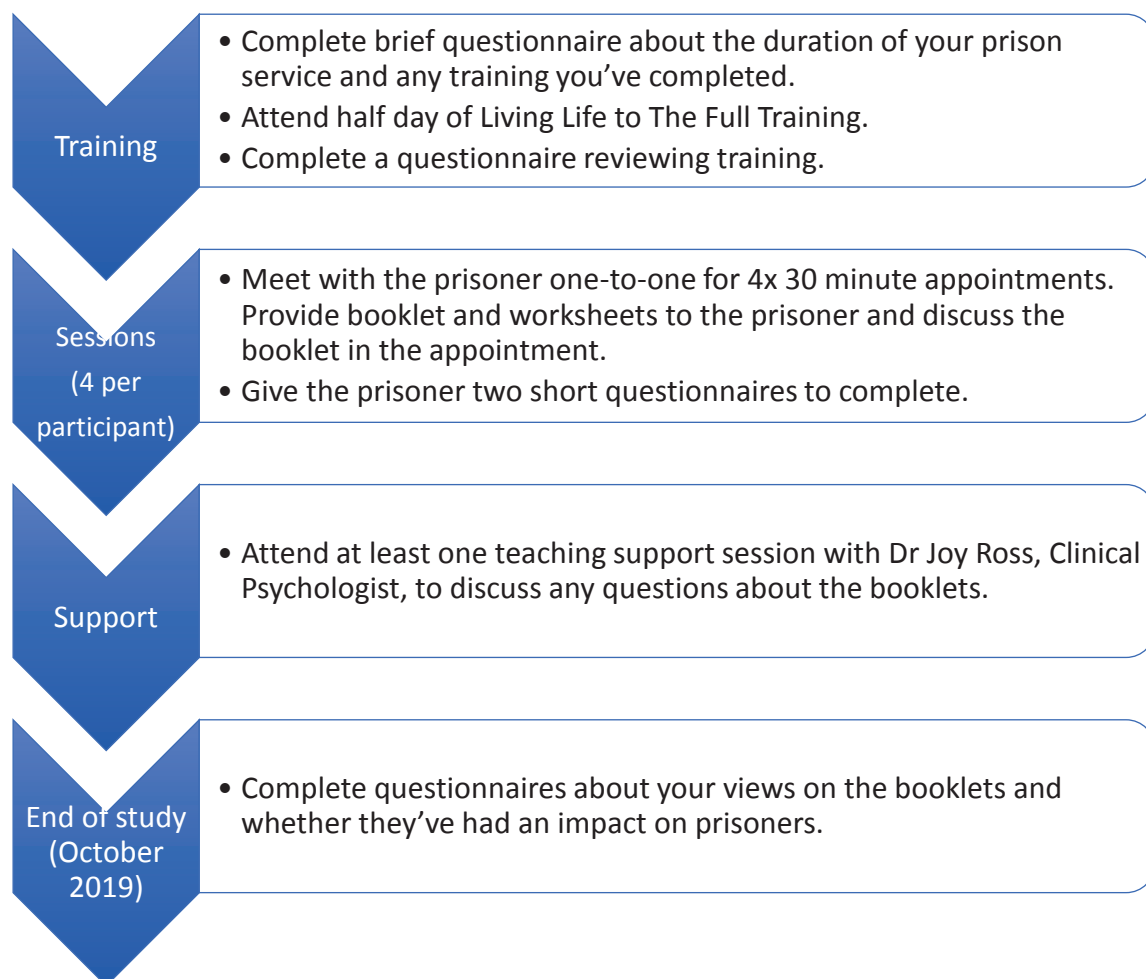 Training
• Complete brief questionnaire about the duration of your prison
service and any training you’ve completed.
• Attend half day of Living Life to The Full Training.
• Complete a questionnaire reviewing training.
Sessions
(4 per
participant)
• Meet with the prisoner one-to-one for 4x 30 minute appointments.
Provide booklet and worksheets to the prisoner and discuss the
booklet in the appointment.
• Give the prisoner two short questionnaires to complete.
Support
• Attend at least one teaching support session with Dr Joy Ross, Clinical
Psychologist, to discuss any questions about the booklets.
End of study
(October
2019)
• Complete questionnaires about your views on the booklets and
whether they’ve had an impact on prisoners.